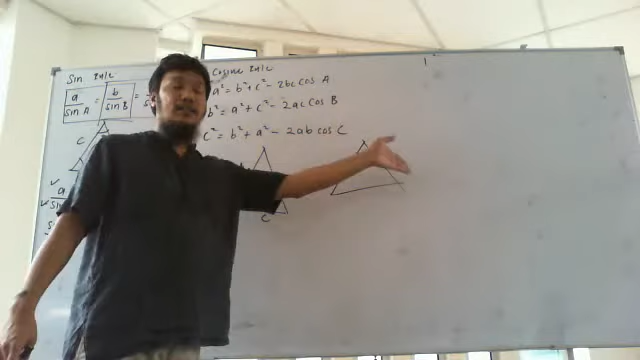 Sin Rule
a/sin A = b/sin B =
Cosine Rule
a² = b² + c² - 2bc cos A
b² = a² + c² - 2ac cos B
c² = b² + a² - 2ab cos C
C
C
a